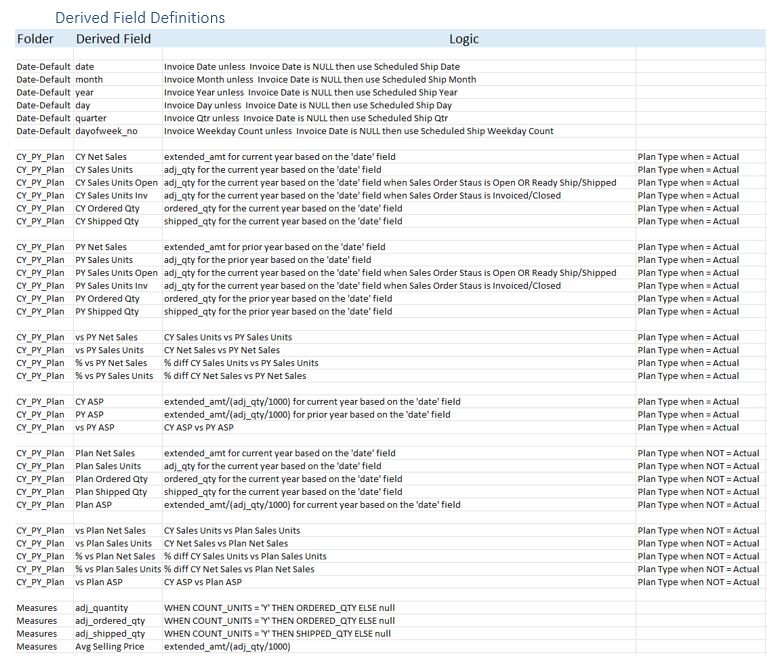 Derived Field Definitions
Folder Derived Field Logic
Date-Default date Invoice Date unless Invoice Date is NULL then use Scheduled Ship Date
Date-Default month Invoice Month unless Invoice Date is NULL then use Scheduled Ship Month
Date-Default year Invoice Year unless Invoice Date is NULL then use Scheduled Ship Year
Date-Default day Invoice Day unless Invoice Date is NULL then use Scheduled Ship Day
Date-Default quarter Invoice Qtr unless Invoice Date is NULL then use Scheduled Ship Qtr
Date-Default dayofweek_no Invoice Weekday Count unless Invoice Date is NULL then use Scheduled Ship Weekday Count
CY_PY_Plan CY Net Sales extended_amt for current year based on the 'date' field Plan Type when = Actual
CY_PY_Plan CY Sales Units adj_qty for the current year based on the 'date' field Plan Type when = Actual
CY_PY_Plan CY Sales Units Open adj_qty for the current year based on the 'date' field when Sales Order Staus is Open OR Ready Ship/Shipped Plan Type when = Actual
CY_PY_Plan CY Sales Units Inv adj_qty for the current year based on the 'date' field when Sales Order Staus is Invoiced/Closed Plan Type when = Actual
CY_PY_Plan CY Ordered Qty ordered_qty for the current year based on the 'date' field Plan Type when = Actual
CY_PY_Plan CY Shipped Qty shipped_qty for the current year based on the 'date' field Plan Type when = Actual
CY_PY_Plan PY Net Sales extended_amt for prior year based on the 'date' field Plan Type when = Actual
CY_PY_Plan PY Sales Units adj_qty for the prior year based on the 'date' field Plan Type when = Actual
CY_PY_Plan PY Sales Units Open adj_qty for the current year based on the 'date' field when Sales Order Staus is Open OR Ready Ship/Shipped Plan Type when = Actual
CY_PY_Plan PY Sales Units Inv adj_qty for the current year based on the 'date' field when Sales Order Staus is Invoiced/Closed Plan Type when = Actual
CY_PY_Plan PY Ordered Qty ordered_qty for the prior year based on the 'date' field Plan Type when = Actual
CY_PY_Plan PY Shipped Qty shipped_qty for the prior year based on the 'date' field Plan Type when = Actual
CY_PY_Plan vs PY Net Sales CY Sales Units vs PY Sales Units Plan Type when = Actual
CY_PY_Plan vs PY Sales Units CY Net Sales vs PY Net Sales Plan Type when = Actual
CY_PY_Plan % vs PY Net Sales % diff CY Sales Units vs PY Sales Units Plan Type when = Actual
CY_PY_Plan % vs PY Sales Units % diff CY Net Sales vs PY Net Sales Plan Type when = Actual
CY_PY_Plan CY ASP extended_amt/(adj_qty/1000) for current year based on the 'date' field Plan Type when = Actual
CY_PY_Plan PY ASP extended_amt/(adj_qty/1000) for prior year based on the 'date' field Plan Type when = Actual
CY_PY_Plan vs PY ASP CY ASP vs PY ASP Plan Type when = Actual
CY_PY_Plan Plan Net Sales extended_amt for current year based on the 'date' field Plan Type when NOT = Actual
CY_PY_Plan Plan Sales Units adj_qty for the current year based on the 'date' field Plan Type when NOT = Actual
CY_PY_Plan Plan Ordered Qty ordered_qty for the current year based on the 'date' field Plan Type when NOT = Actual
CY_PY_Plan Plan Shipped Qty shipped_qty for the current year based on the 'date' field Plan Type when NOT = Actual
CY_PY_Plan Plan ASP extended_amt/(adj_qty/1000) for current year based on the 'date' field Plan Type when NOT = Actual
CY_PY_Plan vs Plan Net Sales CY Sales Units vs Plan Sales Units Plan Type when NOT = Actual
CY_PY_Plan vs Plan Sales Units CY Net Sales vs Plan Net Sales Plan Type when NOT = Actual
CY_PY_Plan % vs Plan Net Sales % diff CY Sales Units vs Plan Sales Units Plan Type when NOT = Actual
CY_PY_Plan % vs Plan Sales Units % diff CY Net Sales vs Plan Net Sales Plan Type when NOT = Actual
CY_PY_Plan vs Plan ASP CY ASP vs Plan ASP Plan Type when NOT = Actual
Measures adj_quantity WHEN COUNT_UNITS = 'Y' THEN ORDERED_QTY ELSE null
Measures adj_ordered_qty WHEN COUNT_UNITS = 'Y' THEN ORDERED_QTY ELSE null
Measures adj_shipped_qty WHEN COUNT_UNITS = 'Y' THEN SHIPPED_QTY ELSE null
Measures Avg Selling Price extended_amt/(adj_qty/1000)